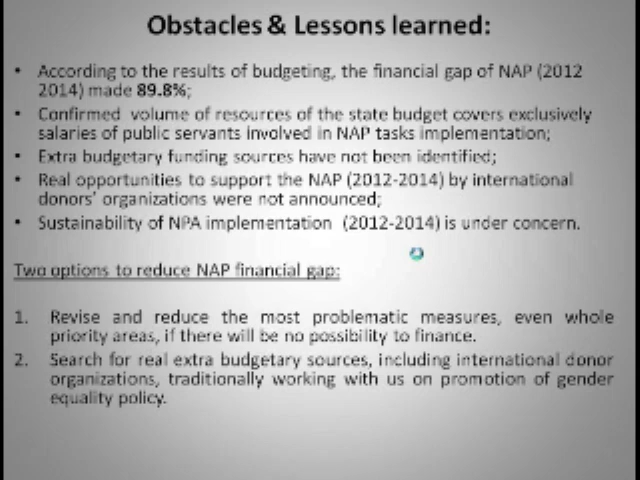 Obstacles & Lessons learned:
• According to the results of budgeting, the financial gap of NAP (2012
2014) made 89.8%;
• Confirmed volume of resources of the state budget covers exclusively
salaries of public servants involved in NAP tasks implementation;
• Extra budgetary funding sources have not been identified;
• Real opportunities to support the NAP (2012-2014) by international
donors' organizations were not announced;
• Sustainability of NPA implementation (2012-2014) is under concern.
Two options to reduce NAP financial gap:
1. Revise and reduce the most problematic measures, even whole
priority areas, if there will be no possibility to finance.
2. Search for real extra budgetary sources, including international donor
organizations, traditionally working with us on promotion of gender
equality policy.